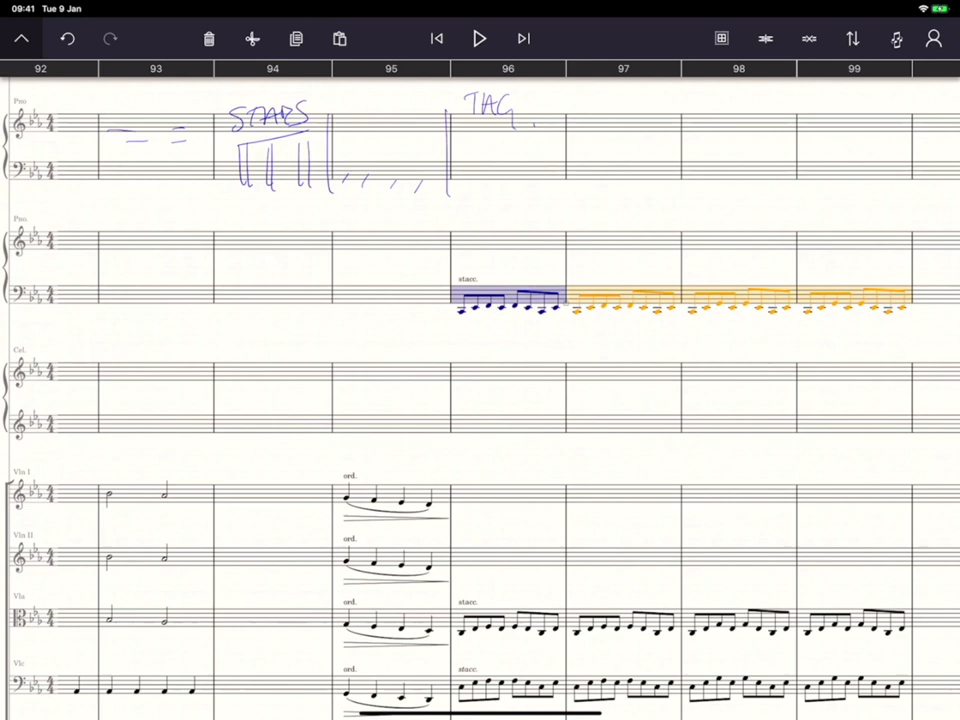 09:41 Tue 9 Jan
92 93 94 95 96 97 98 99
Pno
STARS
TAG
Pno
stacc.
Cel.
Vln I
ord.
Vln II
ord.
Vla
ord.
stacc.
Vlc
ord.
stacc.